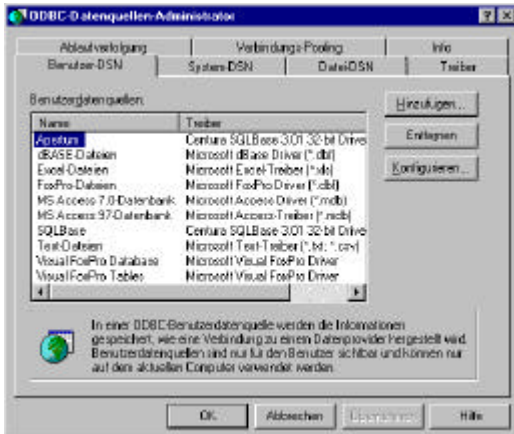 ODBC-Datenquellen-Administrator
Ablaufverfolgung Verbindungs-Pooling Info
Benutzer-DSN System-DSN Datei-DSN Treiber
Benutzerdatenquellen:
Hinzufügen...
Name Treiber
Apertum Centura SQLBase 3.01 32-bit Drive
dBASE-Dateien Microsoft dBase Driver (*.dbf)
Entfernen
Excel-Dateien Microsoft Excel-Treiber (*.xls)
Konfigurieren...
FoxPro-Dateien Microsoft FoxPro Driver (*.dbf)
MS Access 7.0-Datenbank Microsoft Access Driver (*.mdb)
MS Access 97-Datenbank Microsoft Access-Treiber (*.mdb)
SQLBase Centura SQLBase 3.01 32-bit Drive
Text-Dateien Microsoft Text-Treiber (*.txt; *.csv)
Visual FoxPro Database Microsoft Visual FoxPro Driver
Visual FoxPro Tables Microsoft Visual FoxPro Driver
In einer ODBC-Benutzerdatenquelle werden die Informationen
gespeichert, wie eine Verbindung zu einem Datenprovider hergestellt wird.
Benutzerdatenquellen sind nur für den Benutzer sichtbar und können nur
auf dem aktuellen Computer verwendet werden.
OK Abbrechen Übernehmen Hilfe